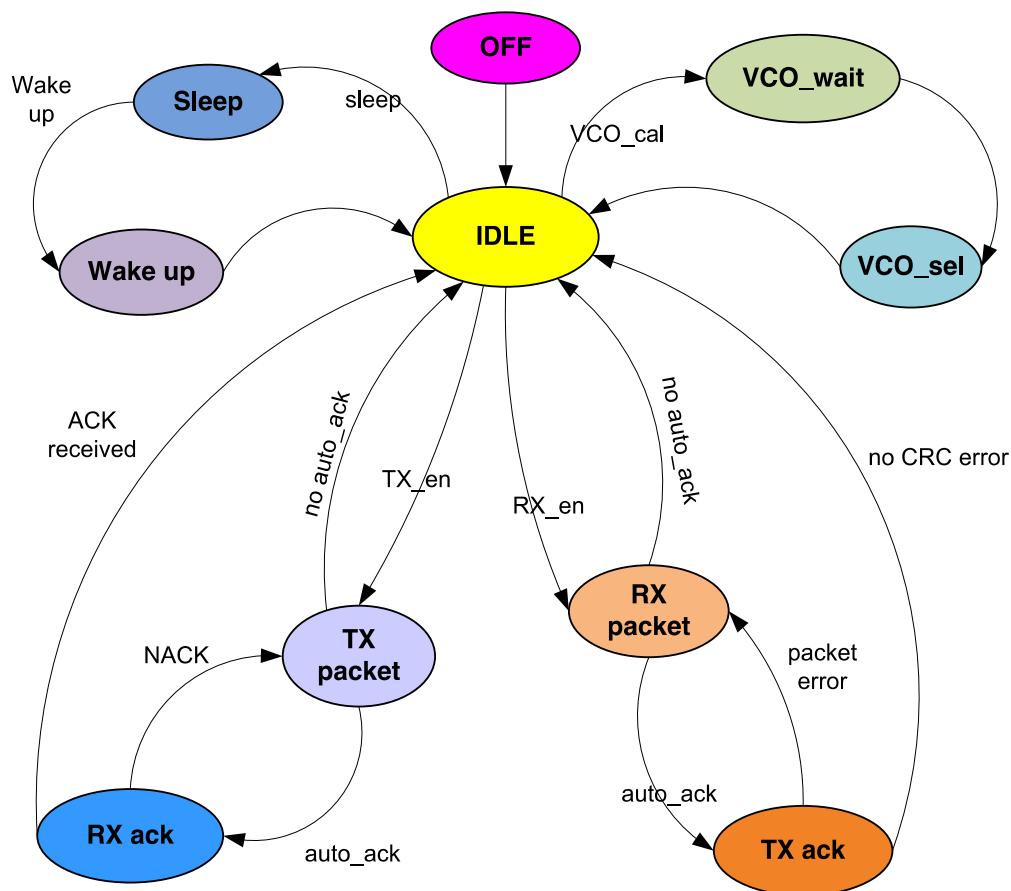 OFF
Wake
up
Sleep
sleep
VCO_wait
VCO_cal
IDLE
Wake up
VCO_sel
ACK
received
no auto_ack
TX_en
RX_en
no auto_ack
no CRC error
RX
packet
TX
packet
NACK
packet
error
auto_ack
RX ack
auto_ack
TX ack